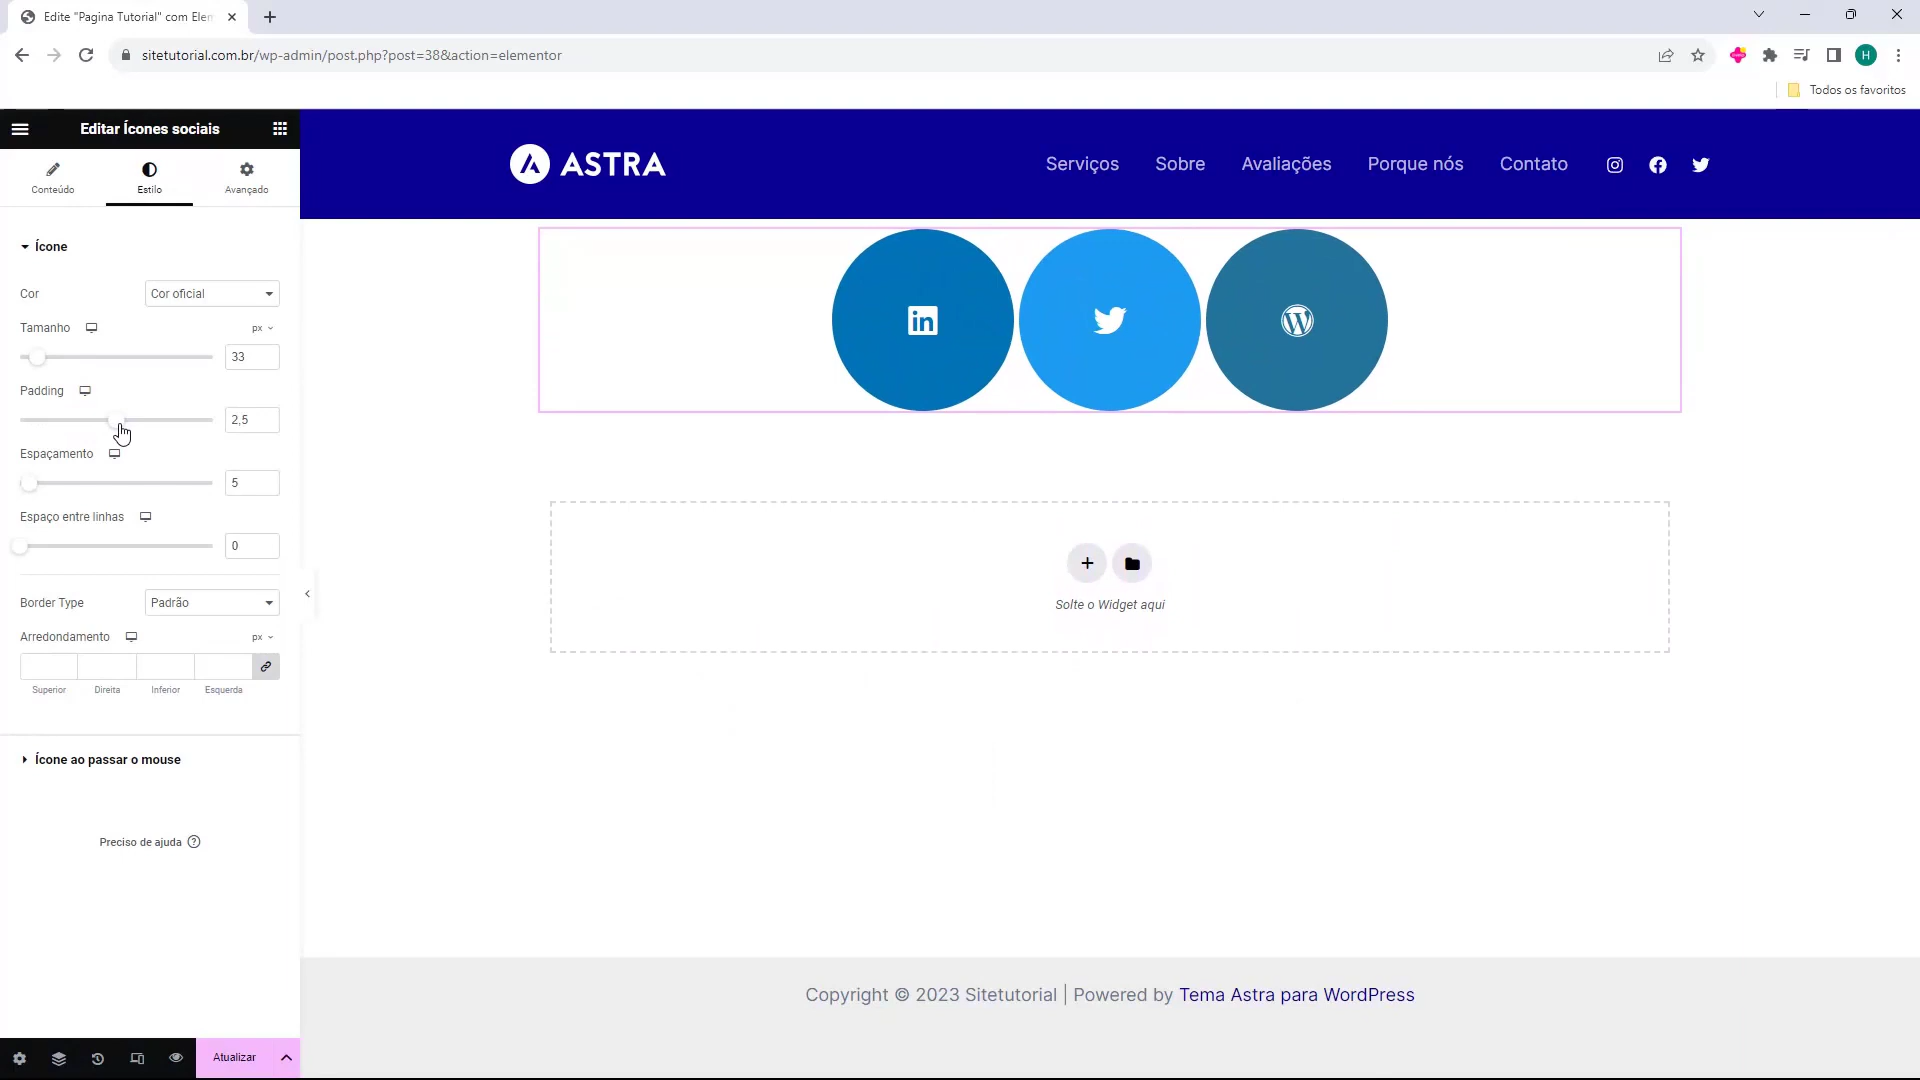 Edite "Pagina Tutorial" com Elem
sitetutorial.com.br/wp-admin/post.php?post=38&action=elementor
H
Todos os favoritos
Editar Ícones sociais
Conteúdo
Estilo
Avançado
ASTRA
Serviços
Sobre
Avaliações
Porque nós
Contato
Ícone
Cor
Cor oficial
Tamanho
px
33
Padding
2,5
Espaçamento
5
Espaço entre linhas
0
Border Type
Padrão
Arredondamento
px
Superior
Direita
Inferior
Esquerda
Solte o Widget aqui
Ícone ao passar o mouse
Preciso de ajuda
Copyright © 2023 Sitetutorial | Powered by Tema Astra para WordPress
Atualizar